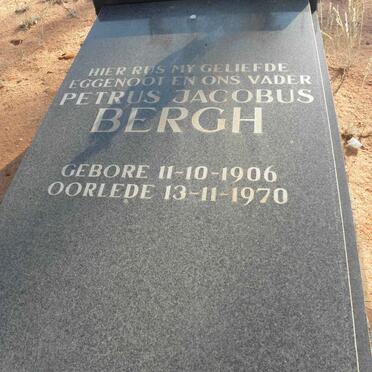 HIER RUS MY GELIEFDE
EGGENOOT EN ONS VADER
PETRUS JACOBUS
BERGH
GEBORE 11-10-1906
OORLEDE 13-11-1970